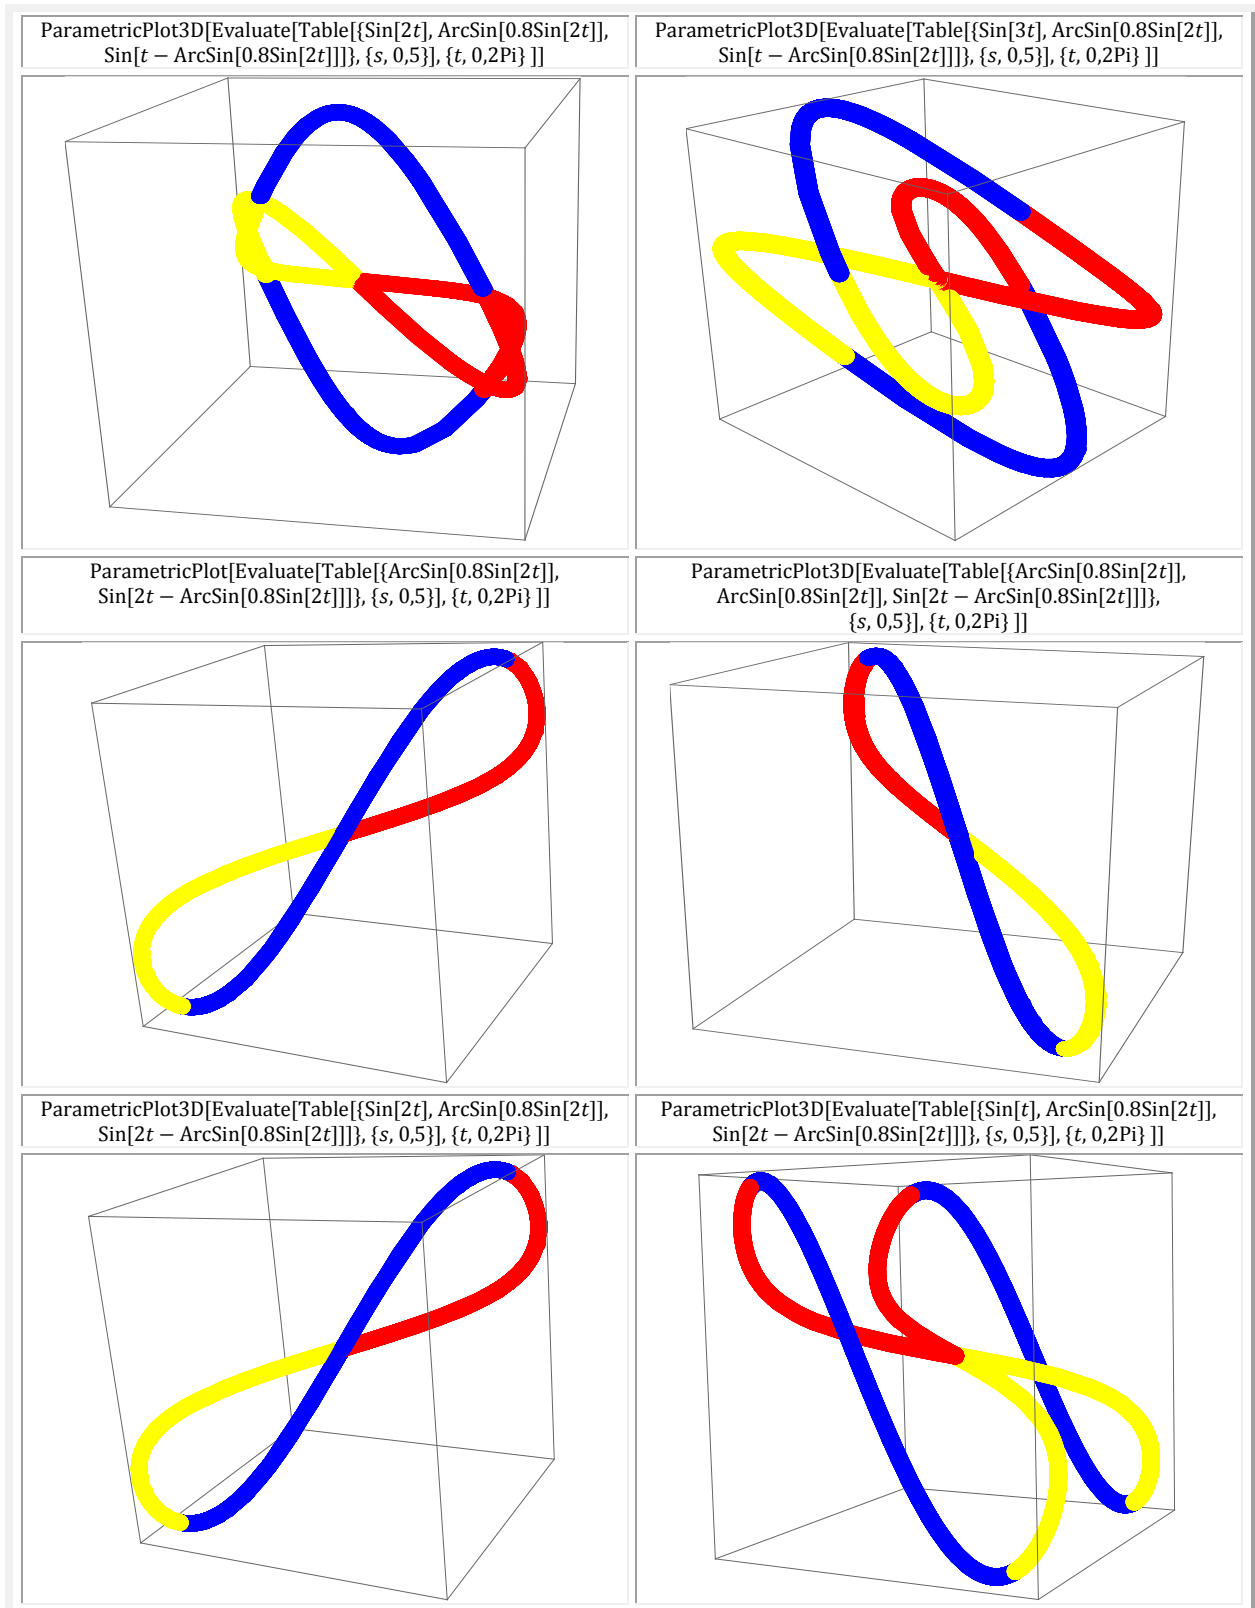 ParametricPlot3D[Evaluate[Table[{Sin[2t], ArcSin[0.8Sin[2t]],
Sin[t − ArcSin[0.8Sin[2t]]]}, {s, 0,5}], {t, 0,2Pi} ]]
ParametricPlot3D[Evaluate[Table[{Sin[3t], ArcSin[0.8Sin[2t]],
Sin[t − ArcSin[0.8Sin[2t]]]}, {s, 0,5}], {t, 0,2Pi} ]]
ParametricPlot[Evaluate[Table[{ArcSin[0.8Sin[2t]],
Sin[2t − ArcSin[0.8Sin[2t]]]}, {s, 0,5}], {t, 0,2Pi} ]]
ParametricPlot3D[Evaluate[Table[{ArcSin[0.8Sin[2t]],
ArcSin[0.8Sin[2t]], Sin[2t − ArcSin[0.8Sin[2t]]]},
{s, 0,5}], {t, 0,2Pi} ]]
ParametricPlot3D[Evaluate[Table[{Sin[2t], ArcSin[0.8Sin[2t]],
Sin[2t − ArcSin[0.8Sin[2t]]]}, {s, 0,5}], {t, 0,2Pi} ]]
ParametricPlot3D[Evaluate[Table[{Sin[t], ArcSin[0.8Sin[2t]],
Sin[2t − ArcSin[0.8Sin[2t]]]}, {s, 0,5}], {t, 0,2Pi} ]]